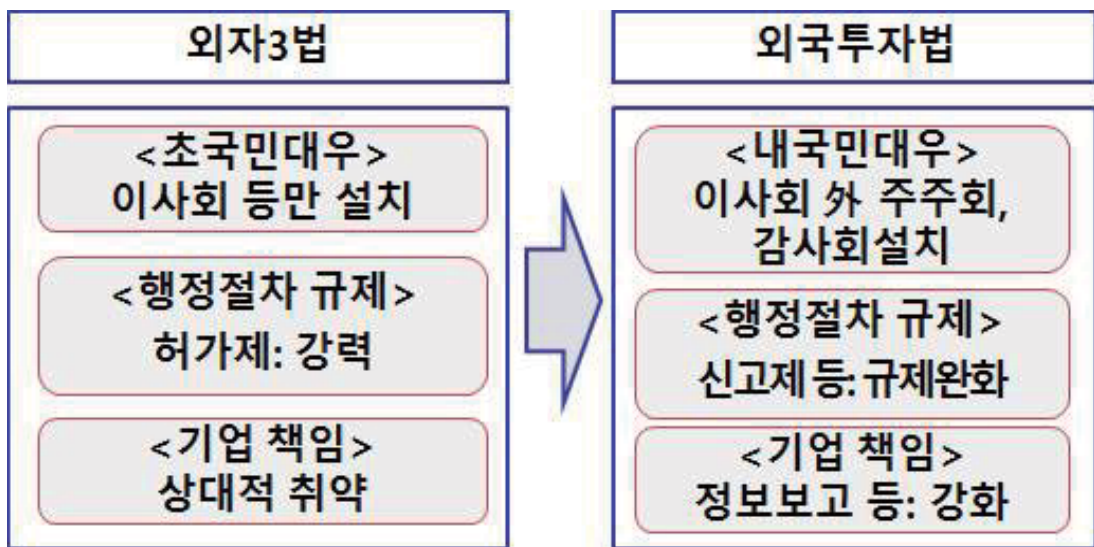 외자3법
<초국민대우>
이사회 등만 설치
<행정절차 규제>
허가제: 강력
<기업 책임>
상대적 취약
외국투자법
<내국민대우>
이사회 外 주주회,
감사회설치
<행정절차 규제>
신고제 등: 규제완화
<기업 책임>
정보보고 등: 강화